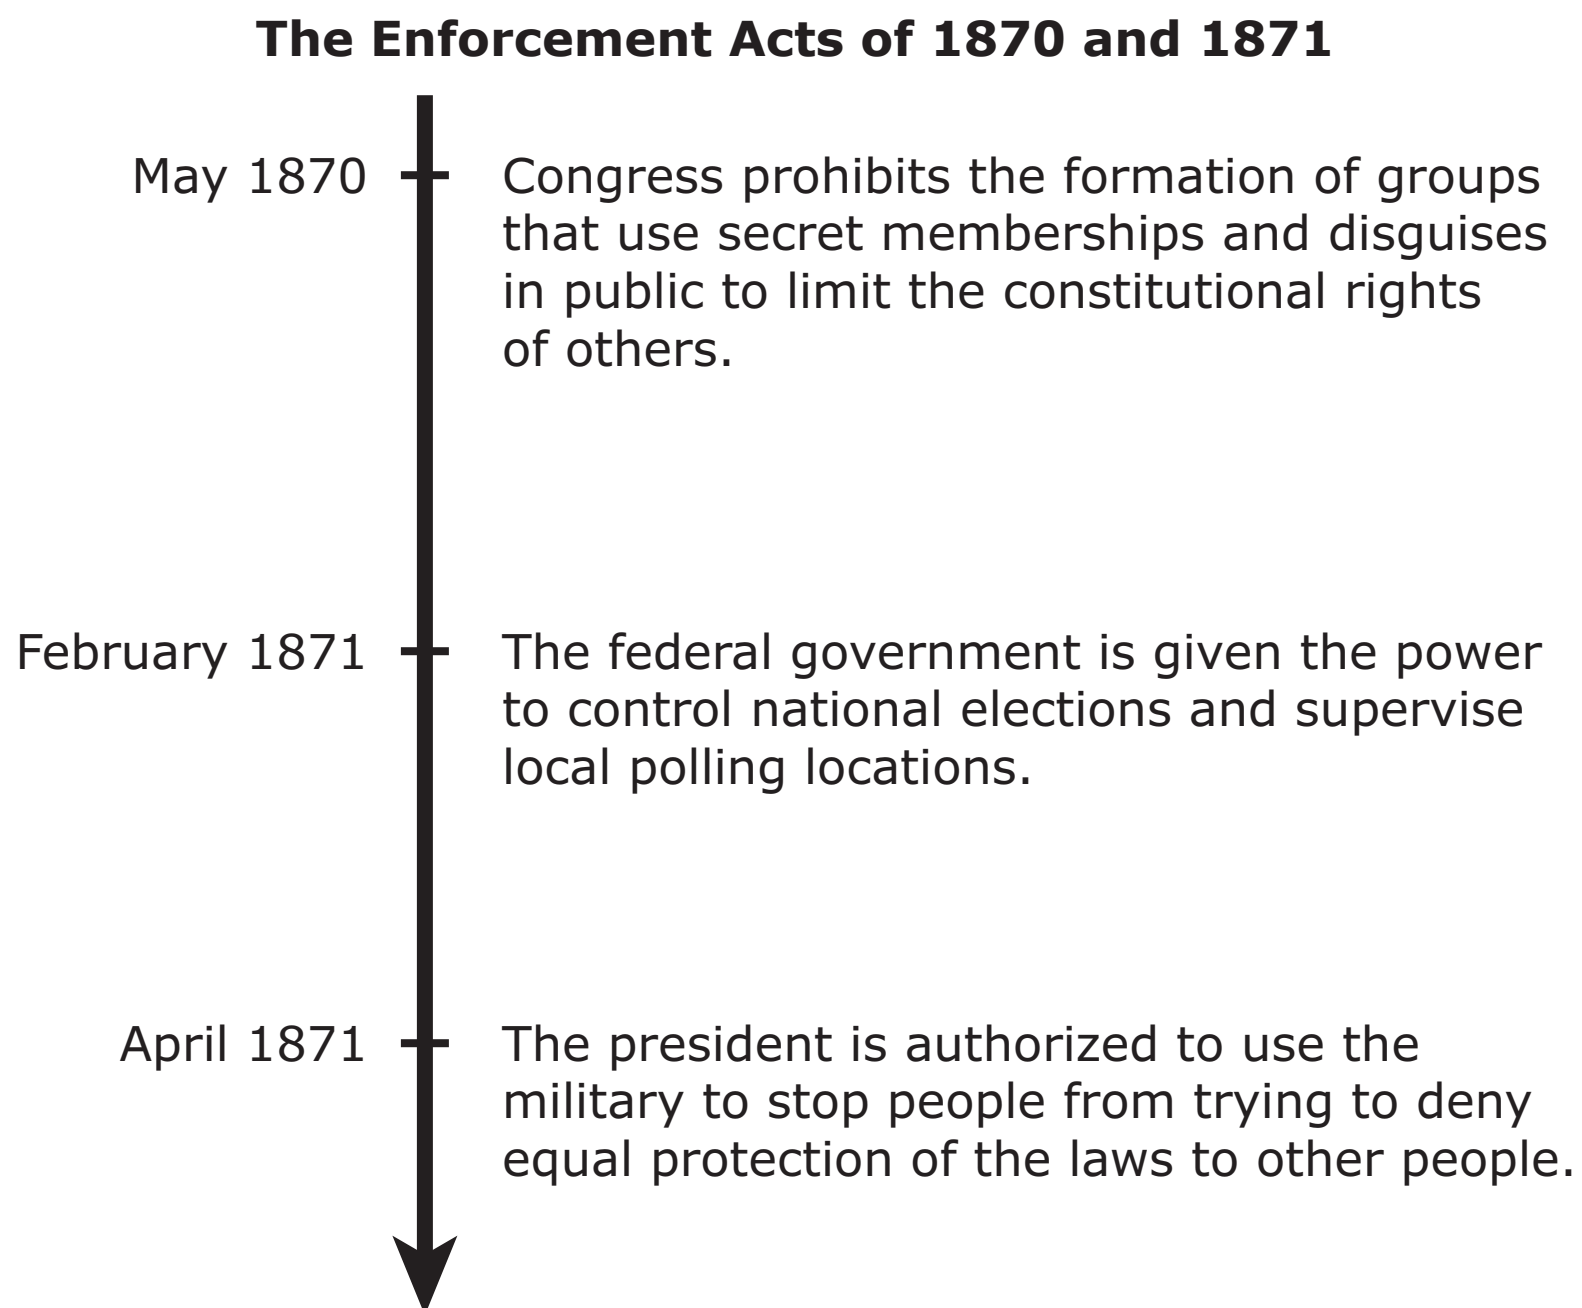 The Enforcement Acts of 1870 and 1871
May 1870
Congress prohibits the formation of groups
that use secret memberships and disguises
in public to limit the constitutional rights
of others.
February 1871
The federal government is given the power
to control national elections and supervise
local polling locations.
April 1871
The president is authorized to use the
military to stop people from trying to deny
equal protection of the laws to other people.